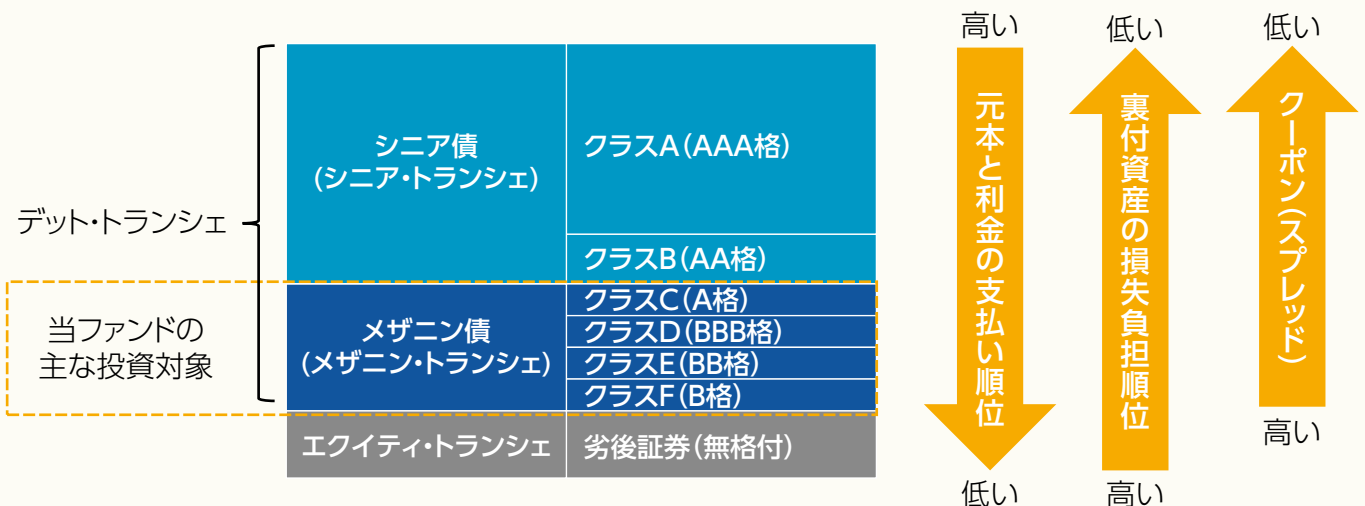 高い
低い
低い
シニア債
(シニア・トランシェ)
クラスA(AAA格)
クラスB(AA格)
デット・トランシェ
当ファンドの
主な投資対象
メザニン債
(メザニン・トランシェ)
クラスC(A格)
クラスD(BBB格)
クラスE(BB格)
クラスF(B格)
エクイティ・トランシェ
劣後証券(無格付)
元本と利金の支払い順位
裏付資産の損失負担順位
クーポン(スプレッド)
低い
高い
高い